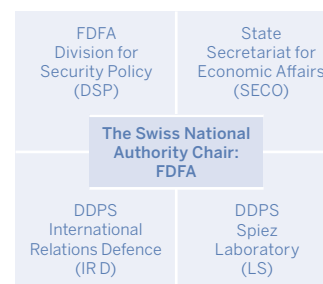 FDFA
Division for
Security Policy
(DSP)
State
Secretariat for
Economic Affairs
(SECO)
The Swiss National
Authority Chair:
FDFA
DDPS
International
Relations Defence
(IR D)
DDPS
Spiez
Laboratory
(LS)